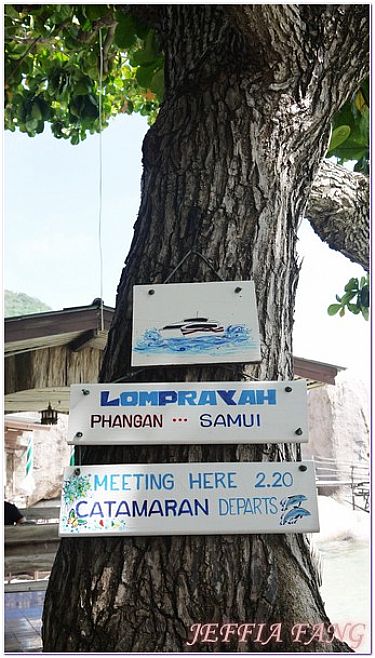 LOMPRAYAH
PHANGAN ... SAMUI
MEETING HERE 2.20
CATAMARAN DEPARTS
JEFFIA FANG